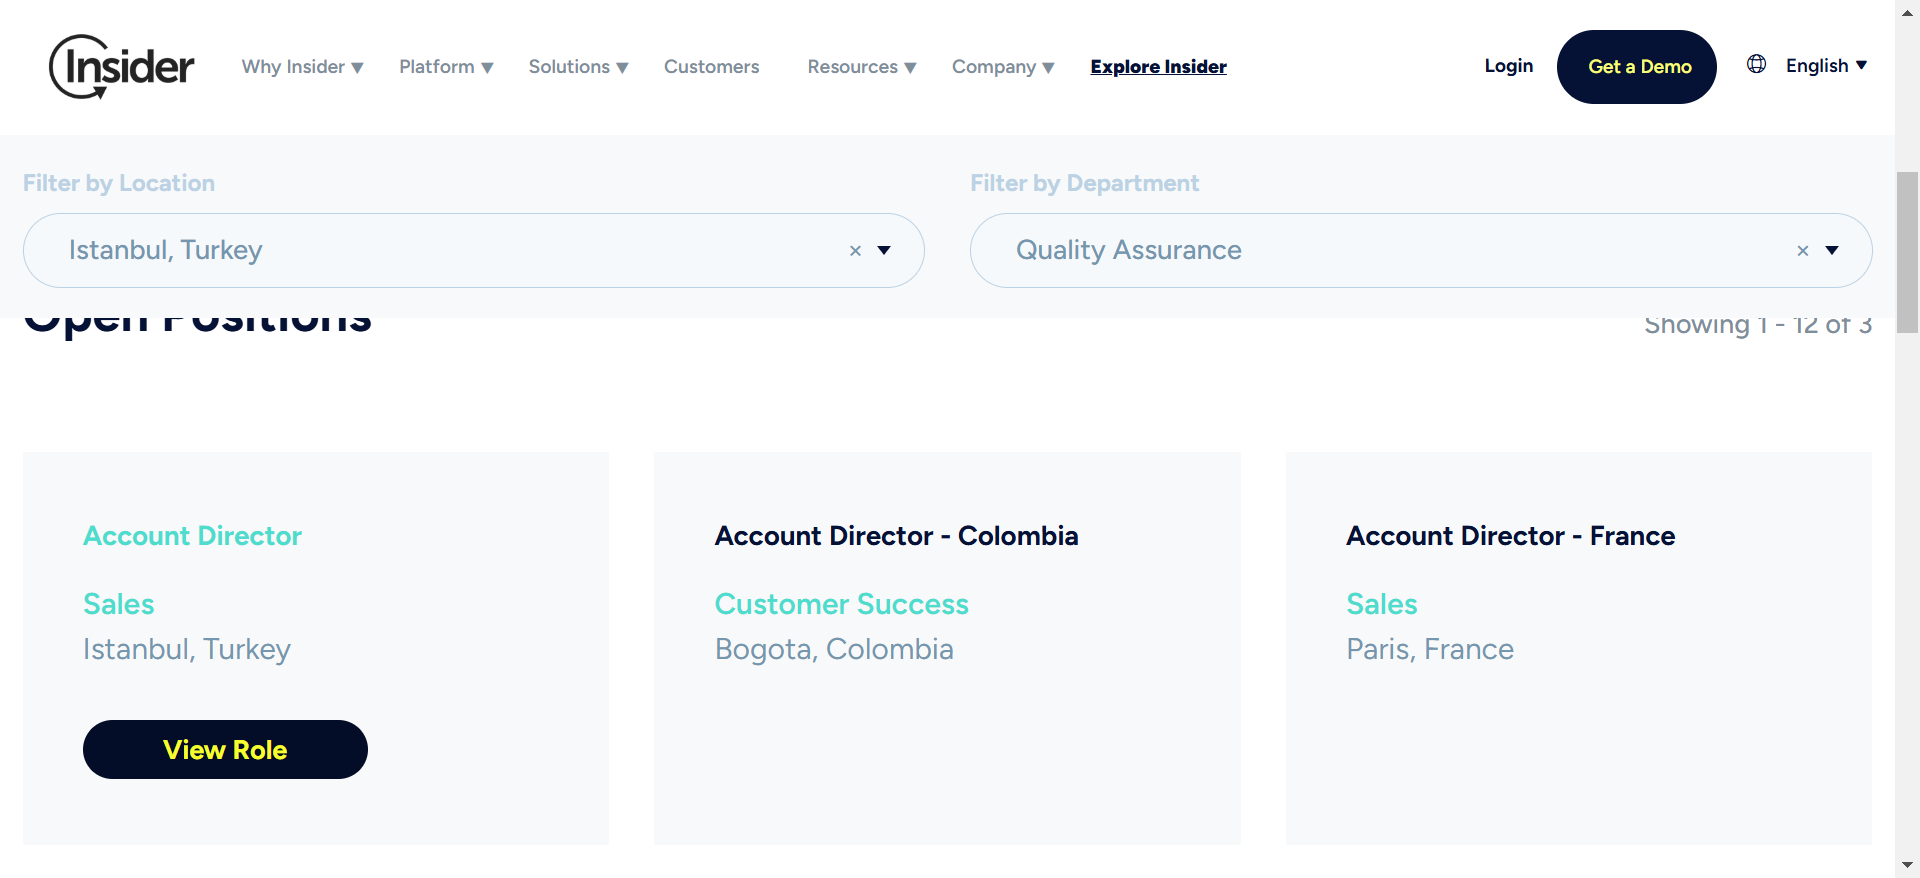 Insider
Why Insider ▼ Platform ▼ Solutions ▼ Customers Resources ▼ Company ▼ Explore Insider Login Get a Demo English ▼
Filter by Location Filter by Department
Istanbul, Turkey × Quality Assurance ×
Open Positions Showing 1 - 12 of 3
Account Director Account Director - Colombia Account Director - France
Sales Customer Success Sales
Istanbul, Turkey Bogota, Colombia Paris, France
View Role